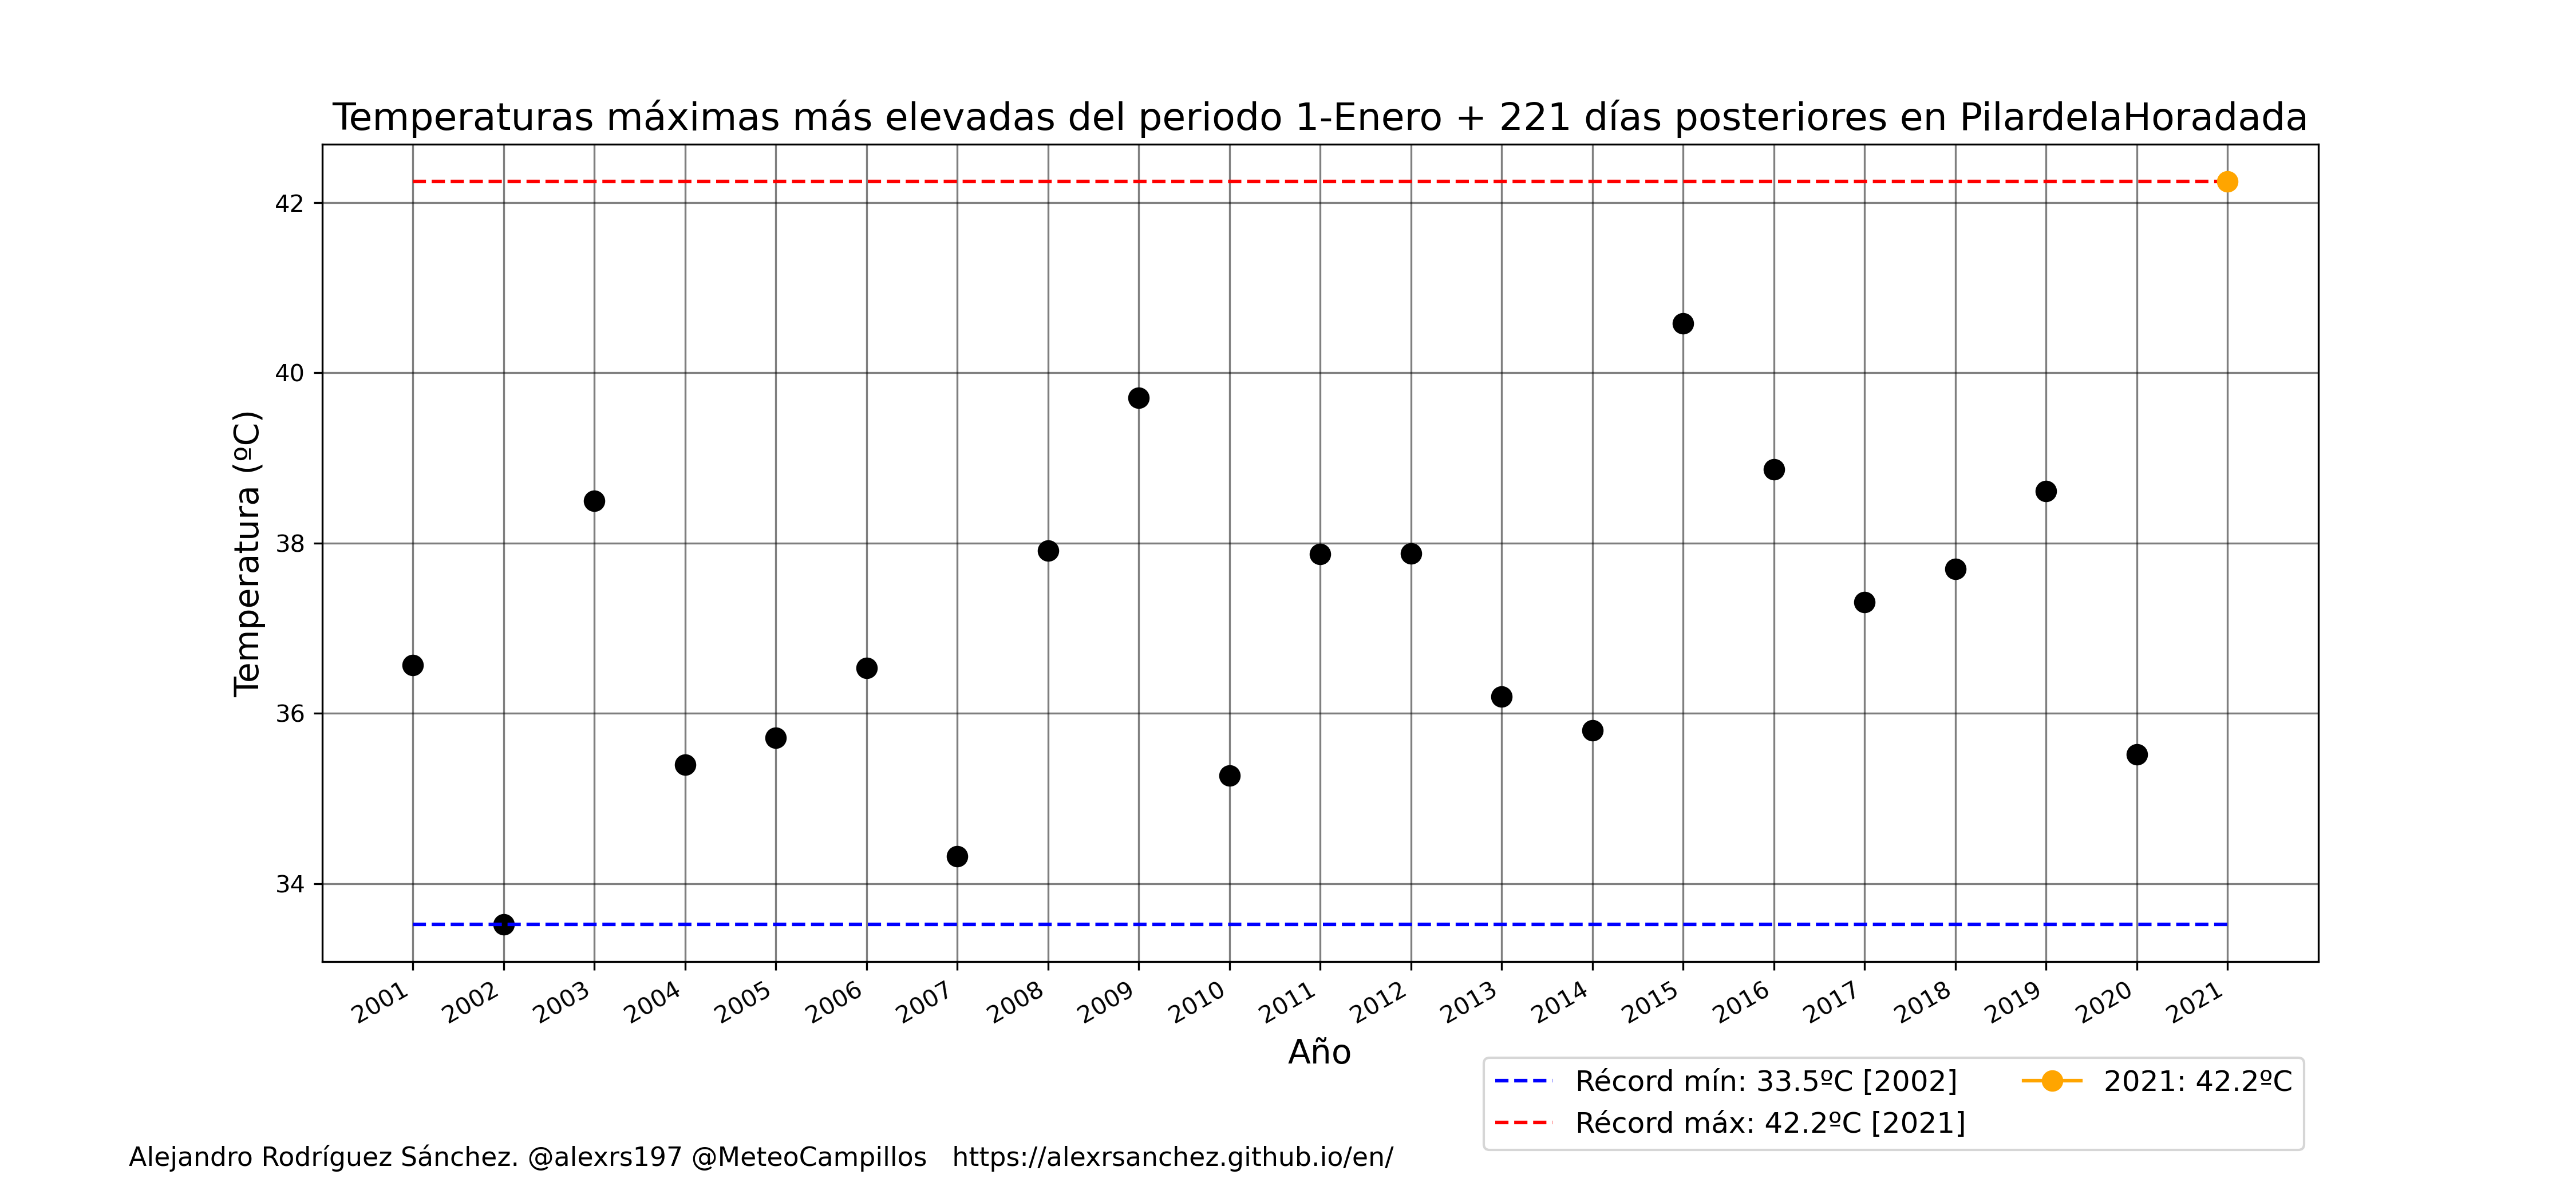 Temperaturas máximas más elevadas del periodo 1-Enero + 221 días posteriores en PilardelaHoradada
Temperatura (ºC)
42
40
38
36
34
2001 2002 2003 2004 2005 2006 2007 2008 2009 2010 2011 2012 2013 2014 2015 2016 2017 2018 2019 2020 2021
Año
Récord mín: 33.5ºC [2002]
Récord máx: 42.2ºC [2021]
2021: 42.2ºC
Alejandro Rodríguez Sánchez. @alexrs197 @MeteoCampillos https://alexrsanchez.github.io/en/